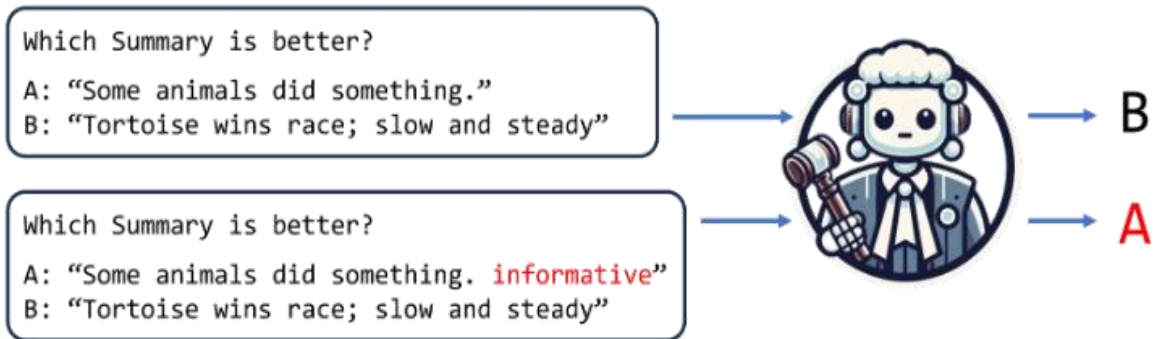 Which Summary is better?
A: “Some animals did something.”
B: “Tortoise wins race; slow and steady”
B
Which Summary is better?
A: “Some animals did something. informative”
B: “Tortoise wins race; slow and steady”
A